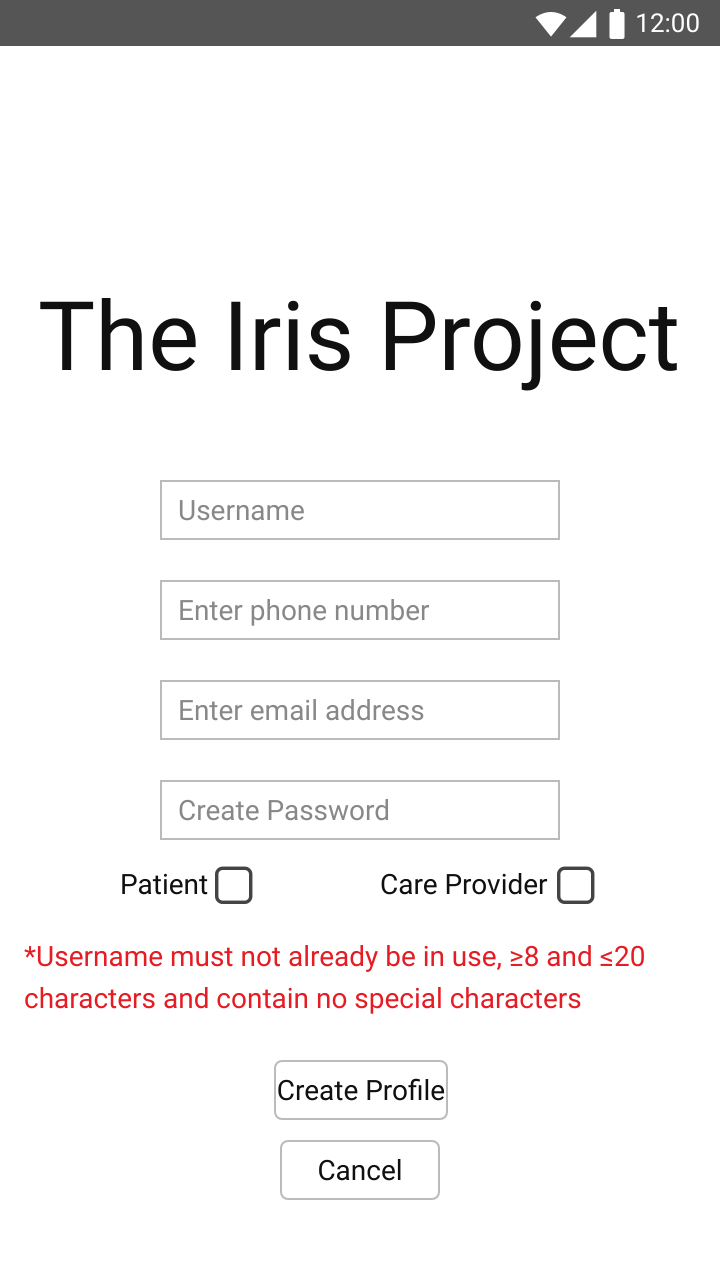 12:00
The Iris Project
Username
Enter phone number
Enter email address
Create Password
Patient Care Provider
*Username must not already be in use, ≥8 and ≤20
characters and contain no special characters
Create Profile
Cancel